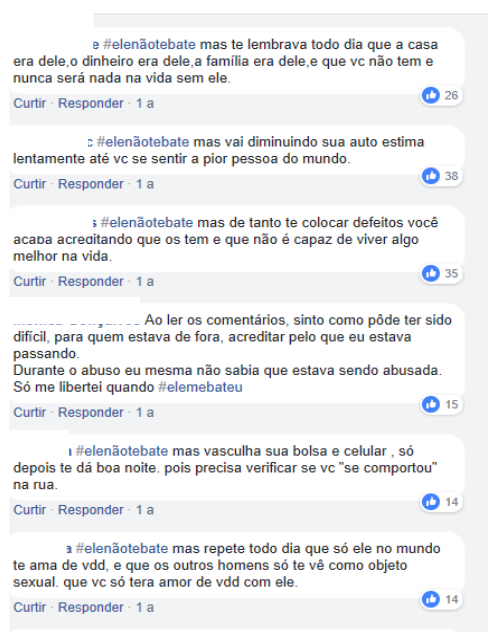 #elenãotebate mas te lembrava todo dia que a casa
era dele,o dinheiro era dele,a família era dele,e que vc não tem e
nunca será nada na vida sem ele.
Curtir · Responder · 1 a
26
#elenãotebate mas vai diminuindo sua auto estima
lentamente até vc se sentir a pior pessoa do mundo.
Curtir · Responder · 1 a
38
#elenãotebate mas de tanto te colocar defeitos você
acaba acreditando que os tem e que não é capaz de viver algo
melhor na vida.
Curtir · Responder · 1 a
35
Ao ler os comentários, sinto como pôde ter sido
difícil, para quem estava de fora, acreditar pelo que eu estava
passando.
Durante o abuso eu mesma não sabia que estava sendo abusada.
Só me libertei quando #elemebateu
Curtir · Responder · 1 a
15
#elenãotebate mas vasculha sua bolsa e celular , só
depois te dá boa noite. pois precisa verificar se vc "se comportou"
na rua.
Curtir · Responder · 1 a
14
#elenãotebate mas repete todo dia que só ele no mundo
te ama de vdd, e que os outros homens só te vê como objeto
sexual. que vc só tera amor de vdd com ele.
Curtir · Responder · 1 a
14